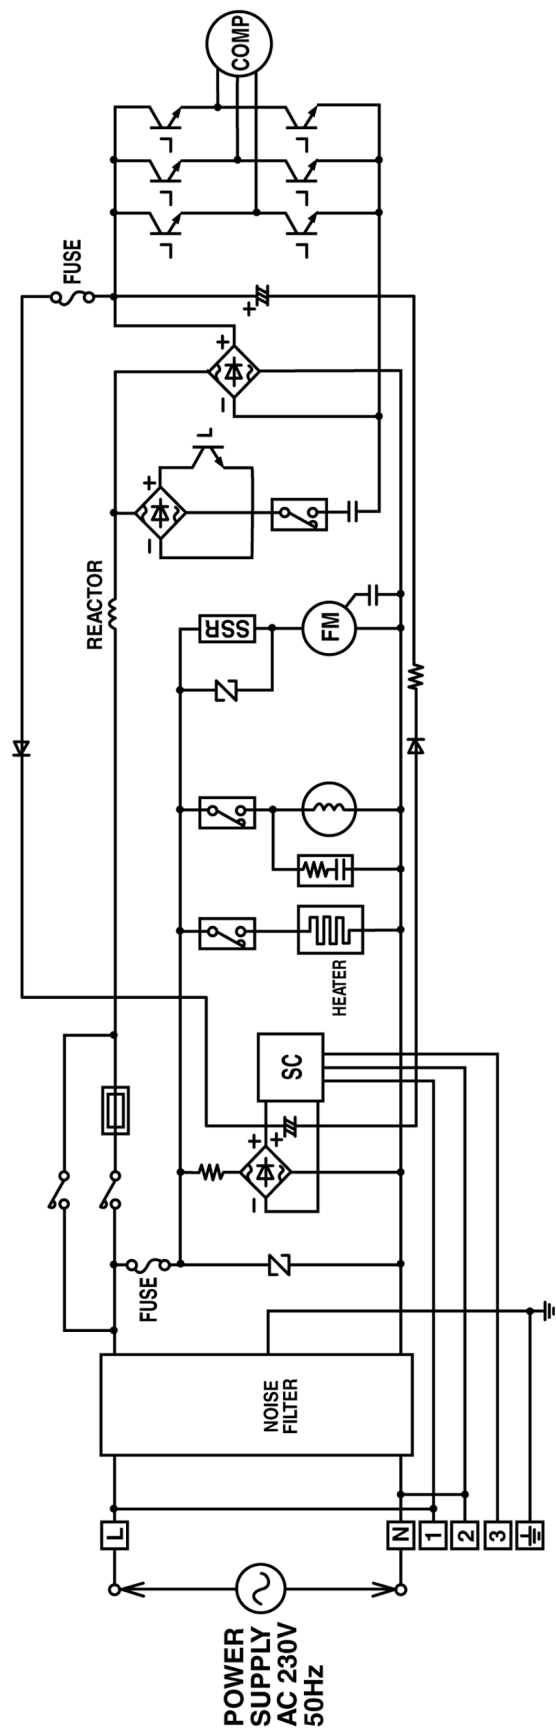 POWER
SUPPLY
AC 230V
50Hz
L
N
1
2
3
NOISE
FILTER
FUSE
SC
+
+
−
HEATER
SSR
FM
REACTOR
+
−
L
+
−
FUSE
+
L
L
L
L
L
L
COMP